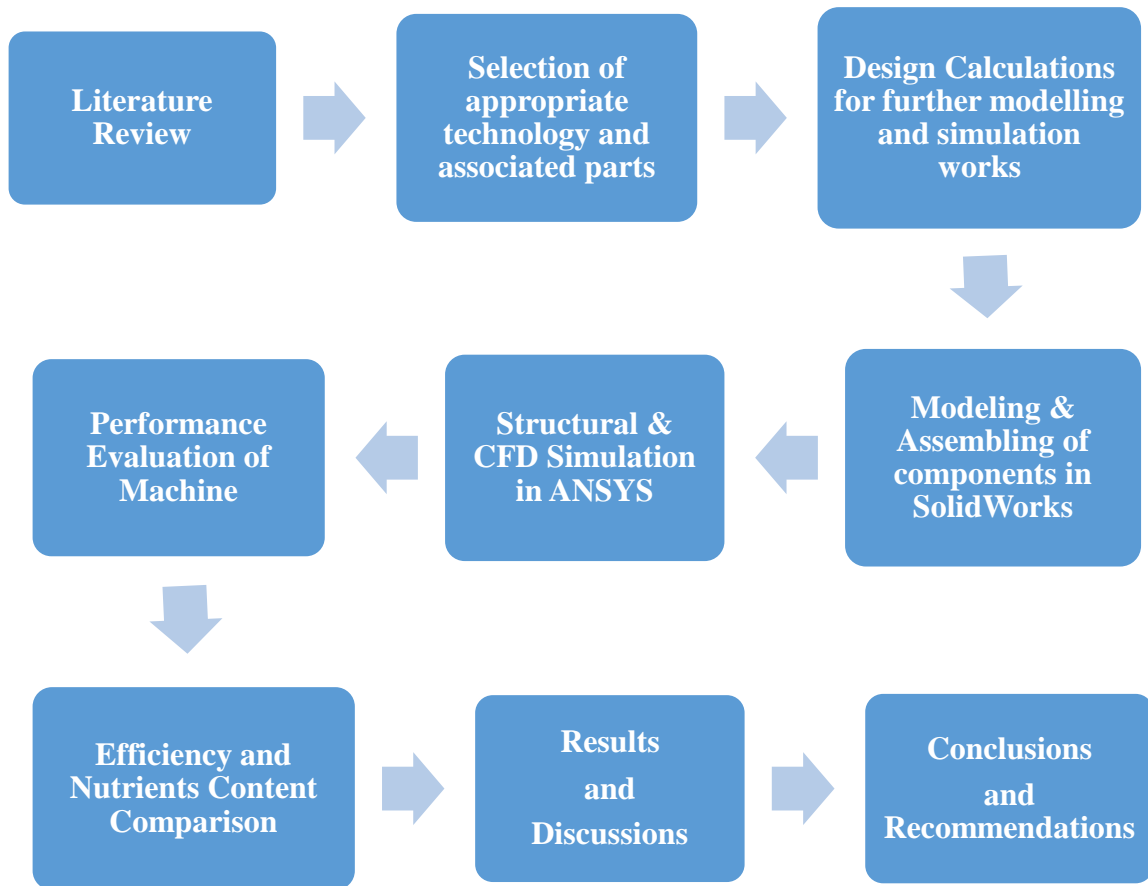 Literature
Review
Selection of
appropriate
technology and
associated parts
Design Calculations
for further modelling
and simulation
works
Modeling &
Assembling of
components in
SolidWorks
Structural &
CFD Simulation
in ANSYS
Performance
Evaluation of
Machine
Efficiency and
Nutrients Content
Comparison
Results
and
Discussions
Conclusions
and
Recommendations